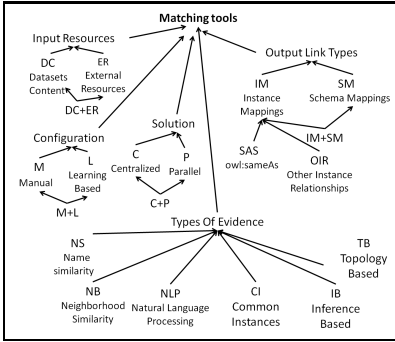 Matching tools
Input Resources
Output Link Types
DC
Datasets
Content
ER
External
Resources
DC+ER
IM
Instance
Mappings
SM
Schema Mappings
IM+SM
SAS
owl:sameAs
OIR
Other Instance
Relationships
Configuration
M
Manual
L
Learning
Based
M+L
Solution
C
Centralized
P
Parallel
C+P
Types Of Evidence
NS
Name
similarity
NB
Neighborhood
Similarity
NLP
Natural Language
Processing
CI
Common
Instances
IB
Inference
Based
TB
Topology
Based